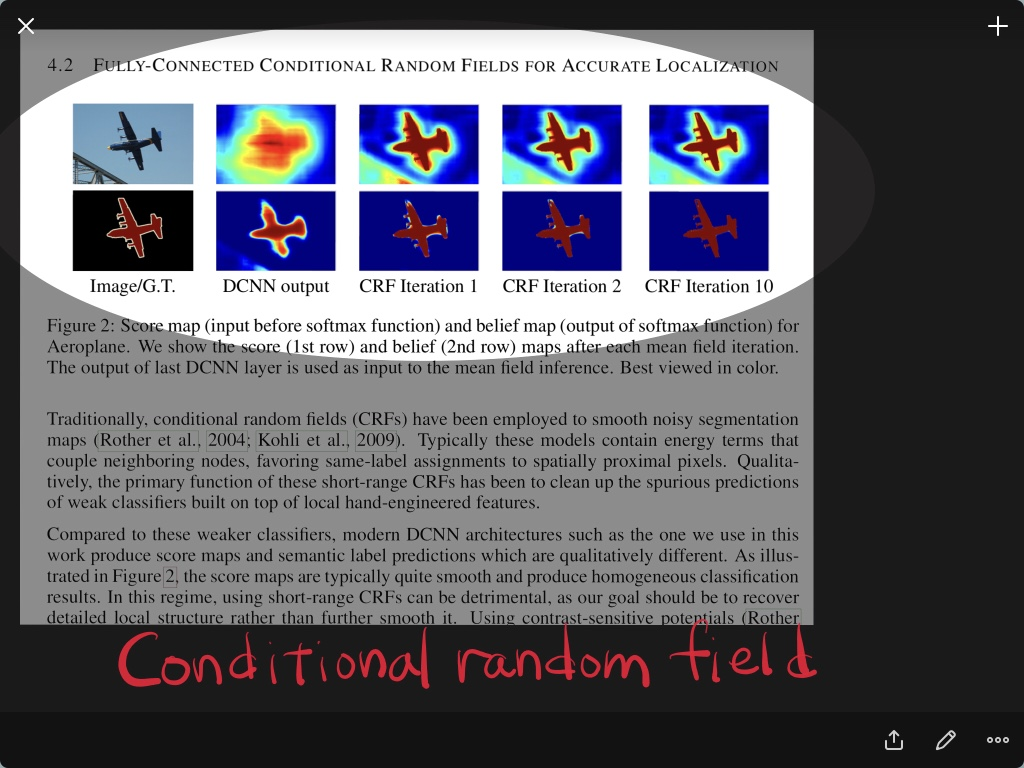 4.2 FULLY-CONNECTED CONDITIONAL RANDOM FIELDS FOR ACCURATE LOCALIZATION
Image/G.T. DCNN output CRF Iteration 1 CRF Iteration 2 CRF Iteration 10
Figure 2: Score map (input before softmax function) and belief map (output of softmax function) for
Aeroplane. We show the score (1st row) and belief (2nd row) maps after each mean field iteration.
The output of last DCNN layer is used as input to the mean field inference. Best viewed in color.
Traditionally, conditional random fields (CRFs) have been employed to smooth noisy segmentation
maps (Rother et al., 2004; Kohli et al., 2009). Typically these models contain energy terms that
couple neighboring nodes, favoring same-label assignments to spatially proximal pixels. Qualita-
tively, the primary function of these short-range CRFs has been to clean up the spurious predictions
of weak classifiers built on top of local hand-engineered features.
Compared to these weaker classifiers, modern DCNN architectures such as the one we use in this
work produce score maps and semantic label predictions which are qualitatively different. As illus-
trated in Figure 2, the score maps are typically quite smooth and produce homogeneous classification
results. In this regime, using short-range CRFs can be detrimental, as our goal should be to recover
detailed local structure rather than further smooth it. Using contrast-sensitive potentials (Rother
Conditional random field